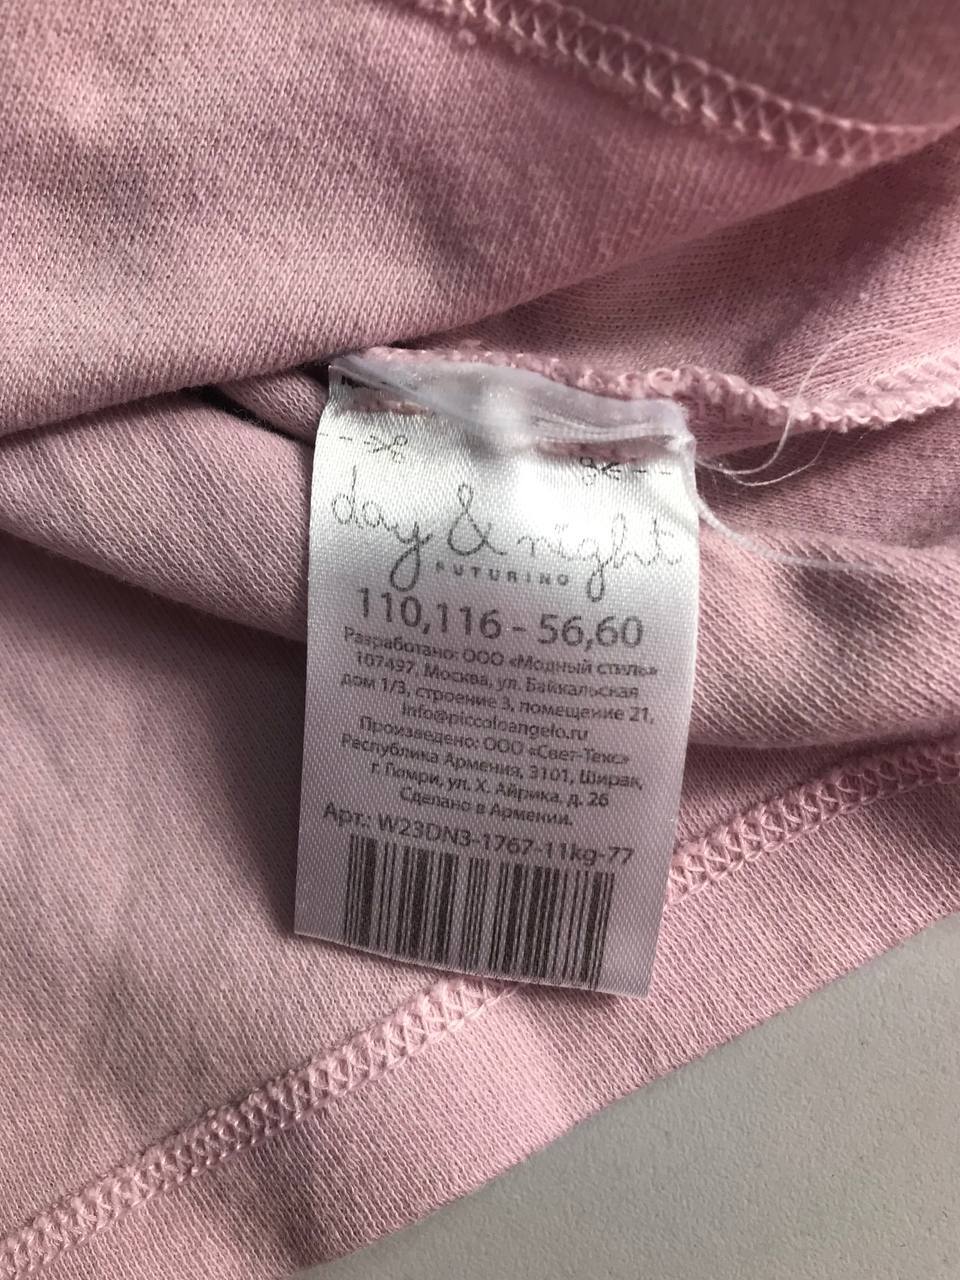 day & night
FUTURINO
110,116 - 56,60
Разработано: ООО «Модный стиль»
107497, Москва, ул. Байкальская
дом 1/3, строение 3, помещение 21,
info@piccoloangelo.ru
Произведено: ООО «Свет-Текс»
Республика Армения, 3101, Ширак,
г. Гюмри, ул. Х. Айрика, д. 26
Сделано в Армении.
Арт.: W23DN3-1767-11kg-77